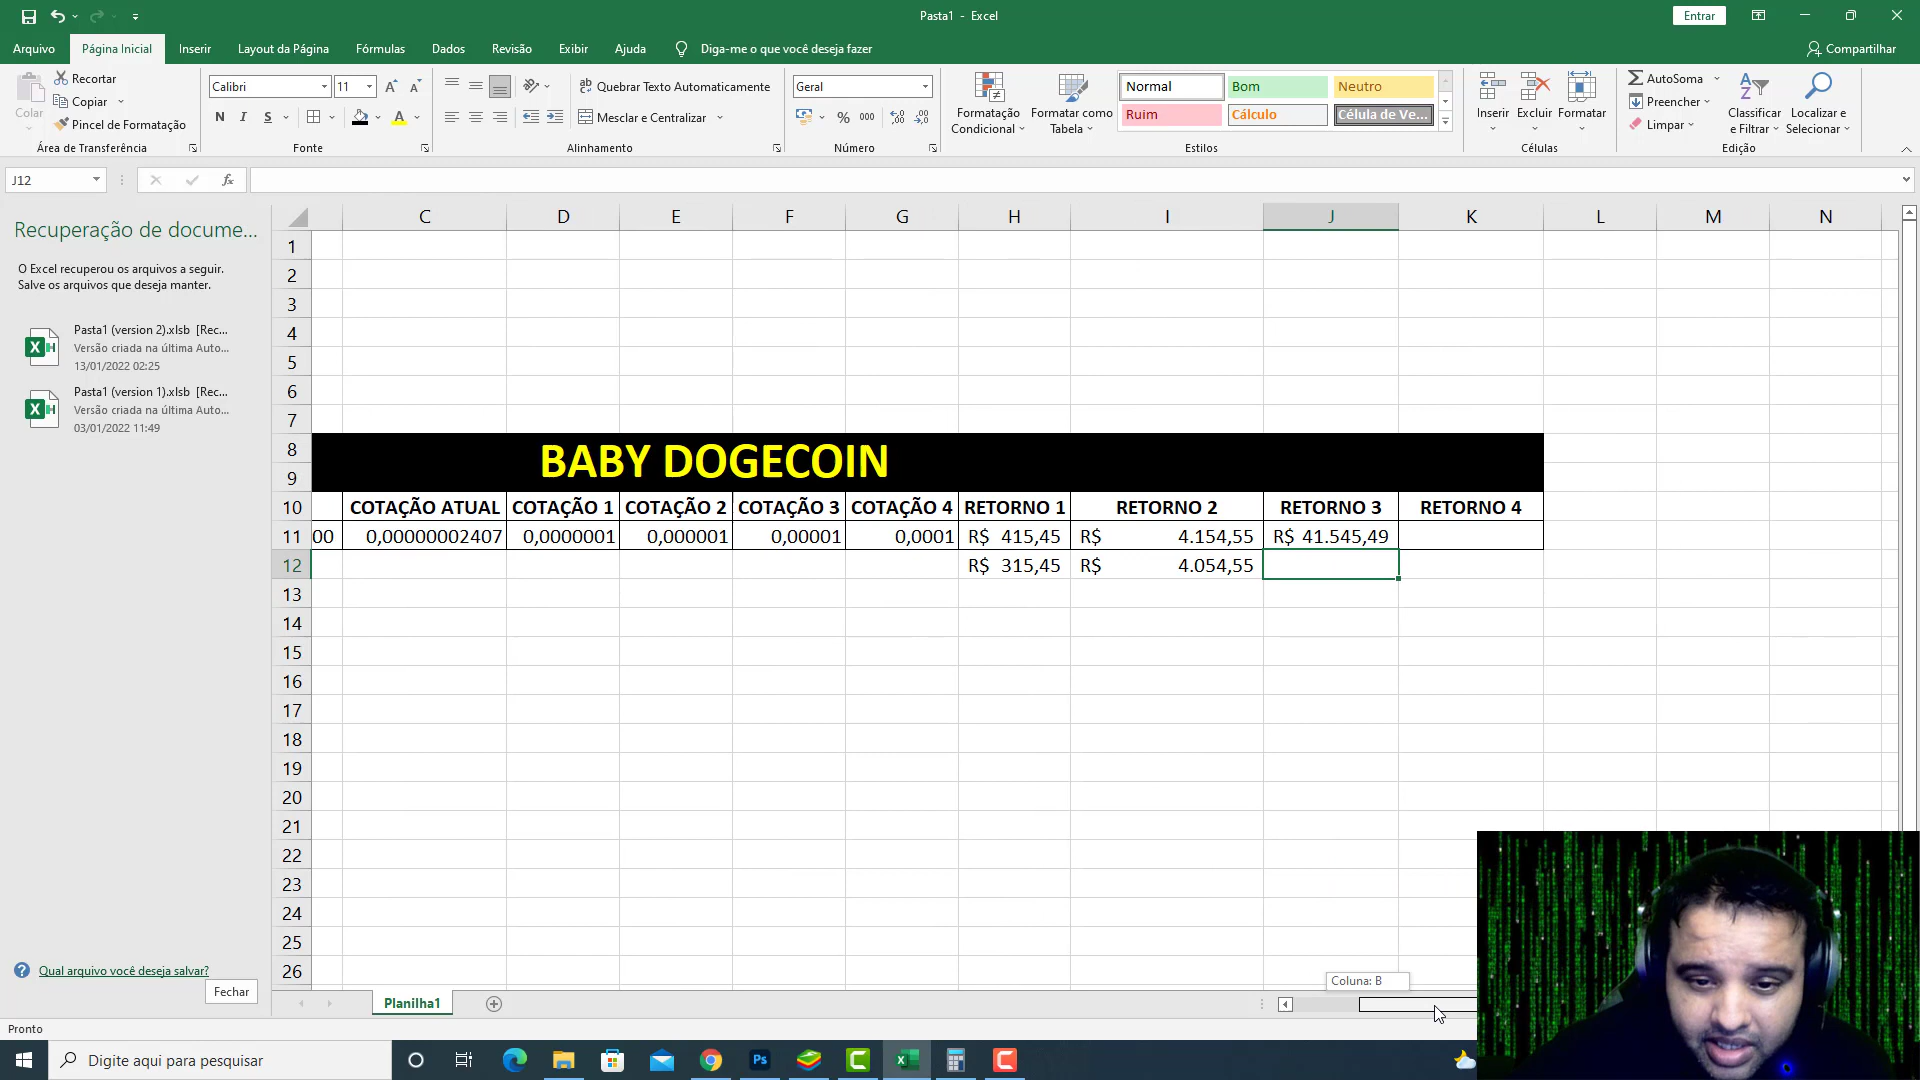 Pasta1 - Excel
Entrar
Arquivo Página Inicial Inserir Layout da Página Fórmulas Dados Revisão Exibir Ajuda Diga-me o que você deseja fazer Compartilhar
Colar
Recortar
Copiar
Pincel de Formatação
Área de Transferência
Calibri 11
N I S
Fonte
Quebrar Texto Automaticamente
Mesclar e Centralizar
Alinhamento
Geral
% 000
Número
Formatação Condicional
Formatar como Tabela
Normal Bom Neutro
Ruim Cálculo Célula de Ve...
Estilos
Inserir Excluir Formatar
Células
AutoSoma
Preencher
Limpar
Classificar e Filtrar
Localizar e Selecionar
Edição
J12
fx
Recuperação de docume...
O Excel recuperou os arquivos a seguir.
Salve os arquivos que deseja manter.
Pasta1 (version 2).xlsb [Rec...
Versão criada na última Auto...
13/01/2022 02:25
Pasta1 (version 1).xlsb [Rec...
Versão criada na última Auto...
03/01/2022 11:49
Qual arquivo você deseja salvar?
Fechar
C D E F G H I J K L M N
1
2
3
4
5
6
7
8
BABY DOGECOIN
9
10 COTAÇÃO ATUAL COTAÇÃO 1 COTAÇÃO 2 COTAÇÃO 3 COTAÇÃO 4 RETORNO 1 RETORNO 2 RETORNO 3 RETORNO 4
11 00 0,00000002407 0,0000001 0,000001 0,00001 0,0001 R$ 415,45 R$ 4.154,55 R$ 41.545,49
12 R$ 315,45 R$ 4.054,55
13
14
15
16
17
18
19
20
21
22
23
24
25
26
Coluna: B
Planilha1
Pronto
Digite aqui para pesquisar
Ps